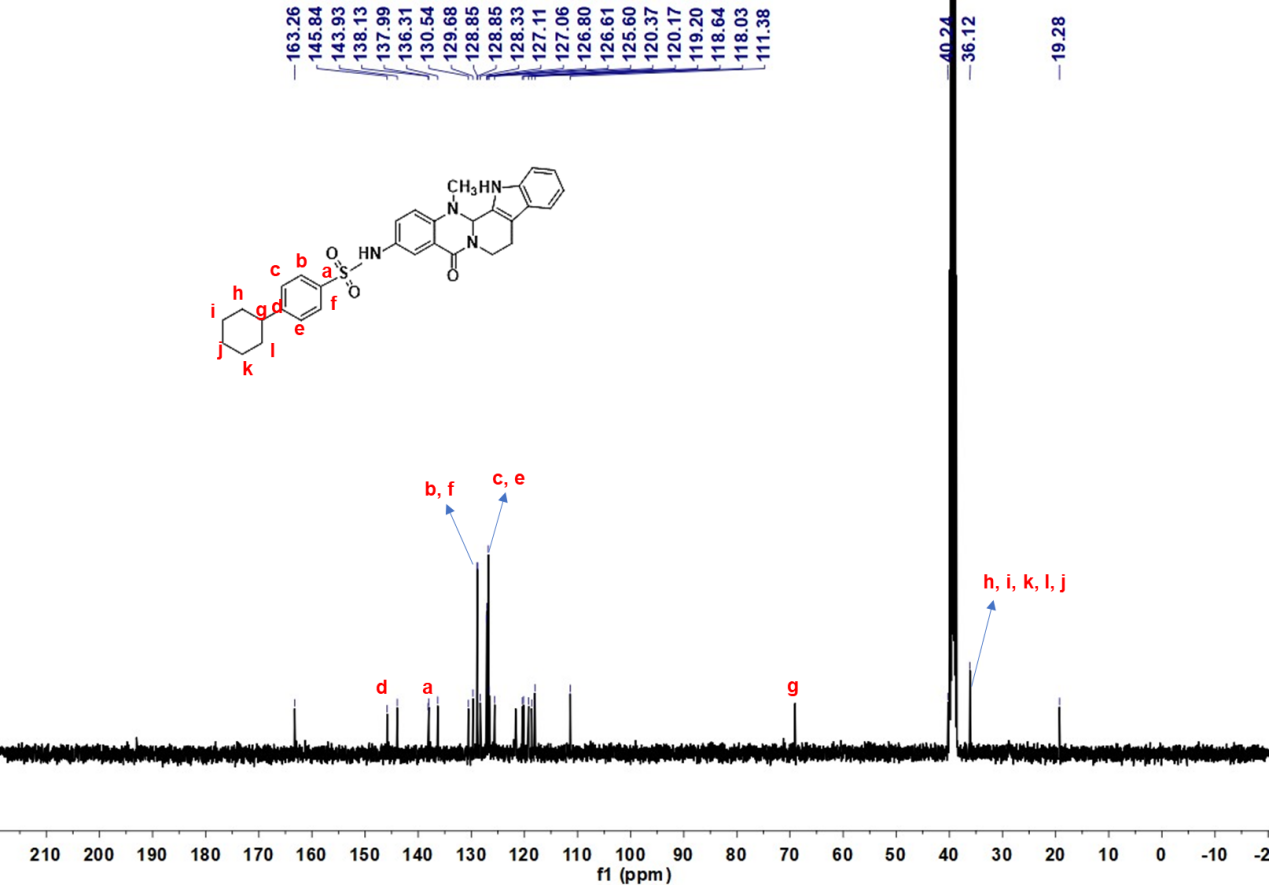 163.26
145.84
143.93
138.13
137.99
136.31
130.54
129.68
128.85
128.85
128.33
127.11
127.06
126.80
126.61
125.60
120.37
120.17
119.20
118.64
118.03
111.38
40.24
36.12
19.28
CH₃ HN
N
N
O
HN
O
S
O
a
b
c
d
e
f
g
h
i
j
k
l
b, f
c, e
h, i, k, l, j
d
a
g
210 200 190 180 170 160 150 140 130 120 110 100 90 80 70 60 50 40 30 20 10 0 -10 -2
f1 (ppm)